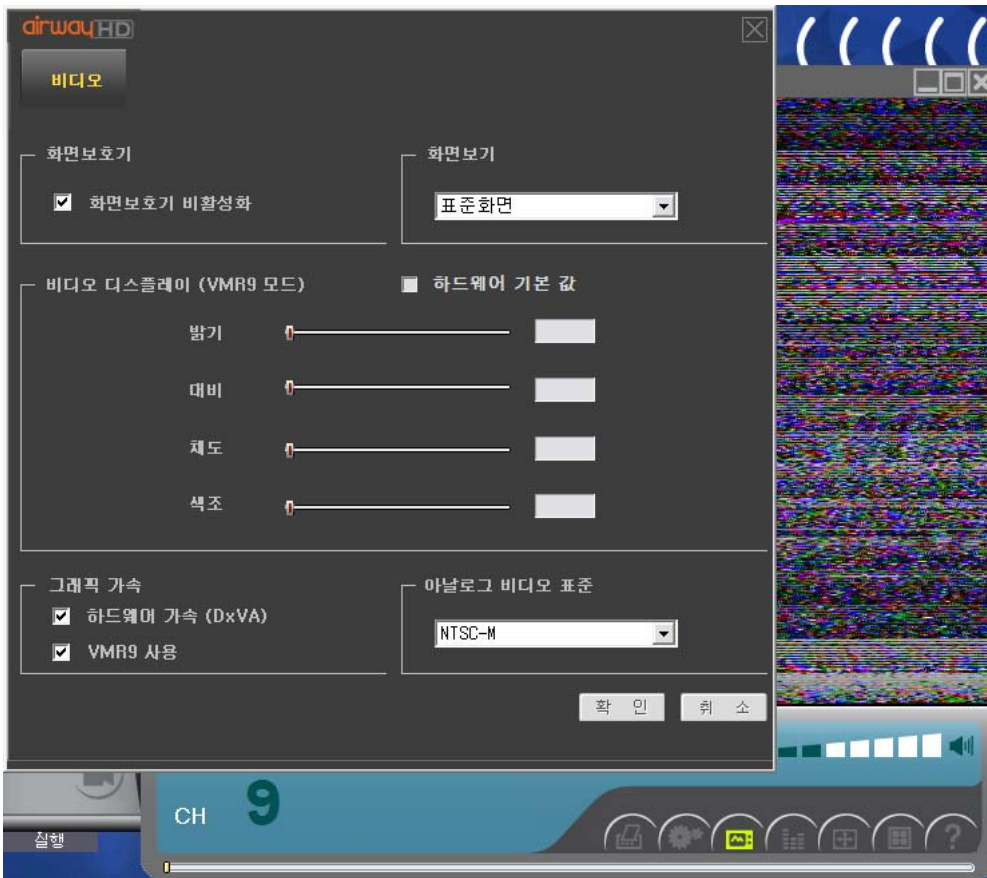 airway HD
비디오
화면보호기
화면보호기 비활성화
화면보기
표준화면
비디오 디스플레이 (VMR9 모드)
하드웨어 기본 값
밝기
대비
채도
색조
그래픽 가속
하드웨어 가속 (DxVA)
VMR9 사용
아날로그 비디오 표준
NTSC-M
확 인
취 소
CH 9
실행
?